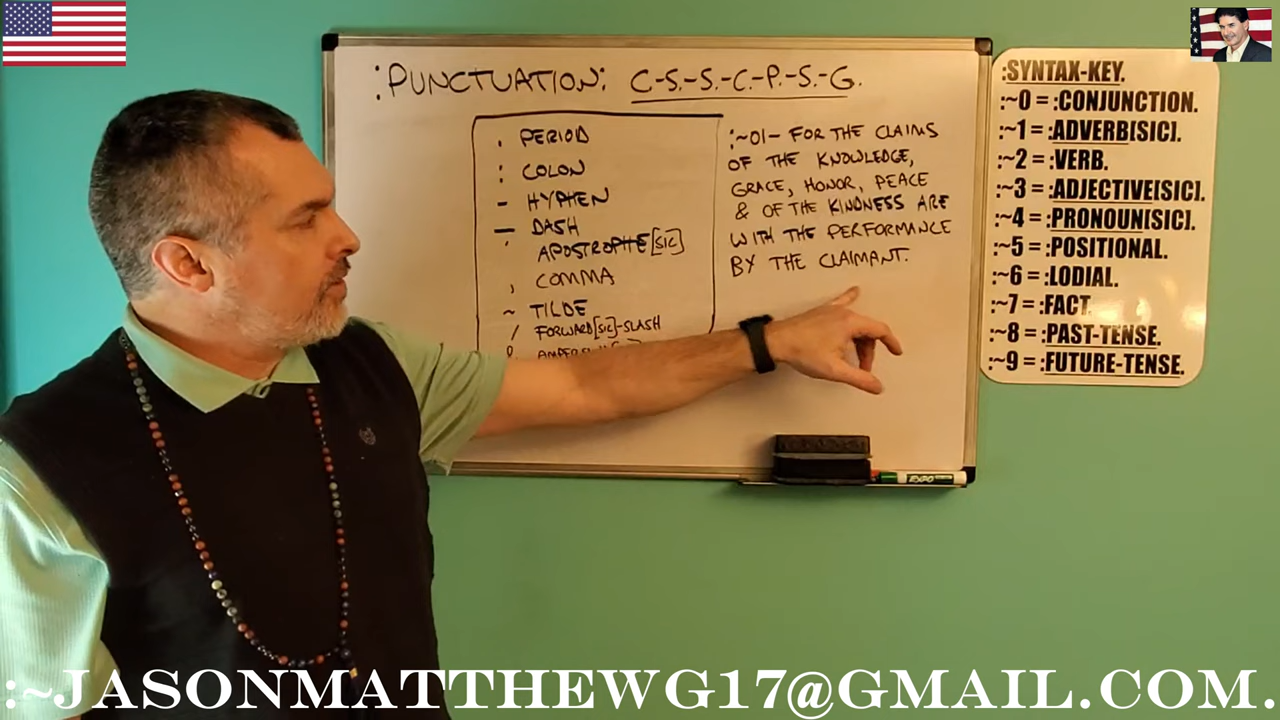 :PUNCTUATION: C.-S.-S.-C.-P.-S.-G.
. PERIOD
: COLON
- HYPHEN
— DASH
' APOSTROPHE[SIC]
, COMMA
~ TILDE
/ FORWARD[SIC]-SLASH
:~01- FOR THE CLAIMS
OF THE KNOWLEDGE,
GRACE, HONOR, PEACE
& OF THE KINDNESS ARE
WITH THE PERFORMANCE
BY THE CLAIMANT.
:SYNTAX-KEY.
:~0 = :CONJUNCTION.
:~1 = :ADVERB[SIC].
:~2 = :VERB.
:~3 = :ADJECTIVE[SIC].
:~4 = :PRONOUN[SIC].
:~5 = :POSITIONAL.
:~6 = :LODIAL.
:~7 = :FACT.
:~8 = :PAST-TENSE.
:~9 = :FUTURE-TENSE.
EXPO
:~JASONMATTHEWG17@GMAIL.COM.